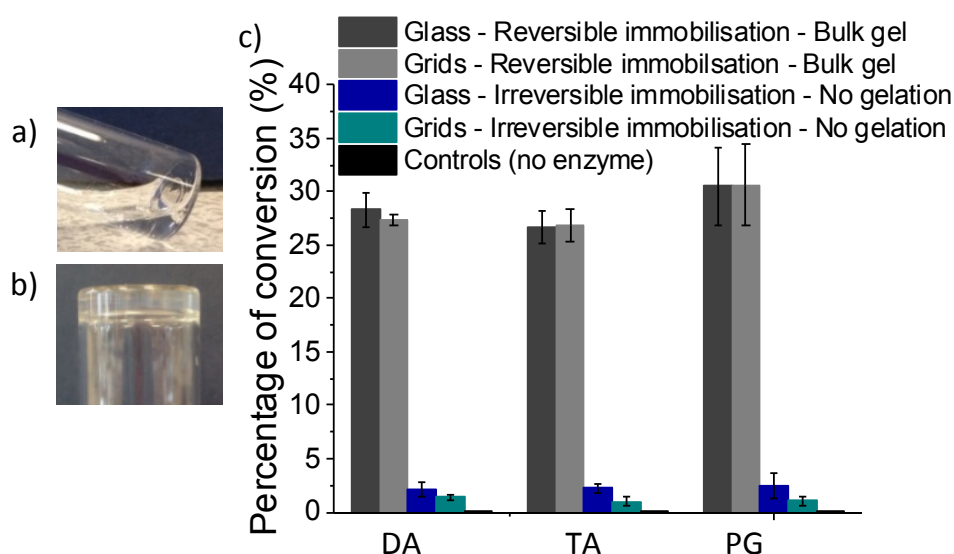 a)
b)
c)
Glass - Reversible immobilisation - Bulk gel
Grids - Reversible immobilsation - Bulk gel
Glass - Irreversible immobilisation - No gelation
Grids - Irreversible immobilisation - No gelation
Controls (no enzyme)
Percentage of conversion (%)
40
35
30
25
20
15
10
5
0
DA TA PG